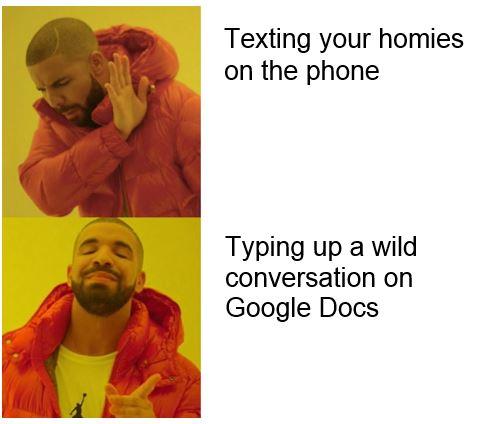 Texting your homies
on the phone
Typing up a wild
conversation on
Google Docs